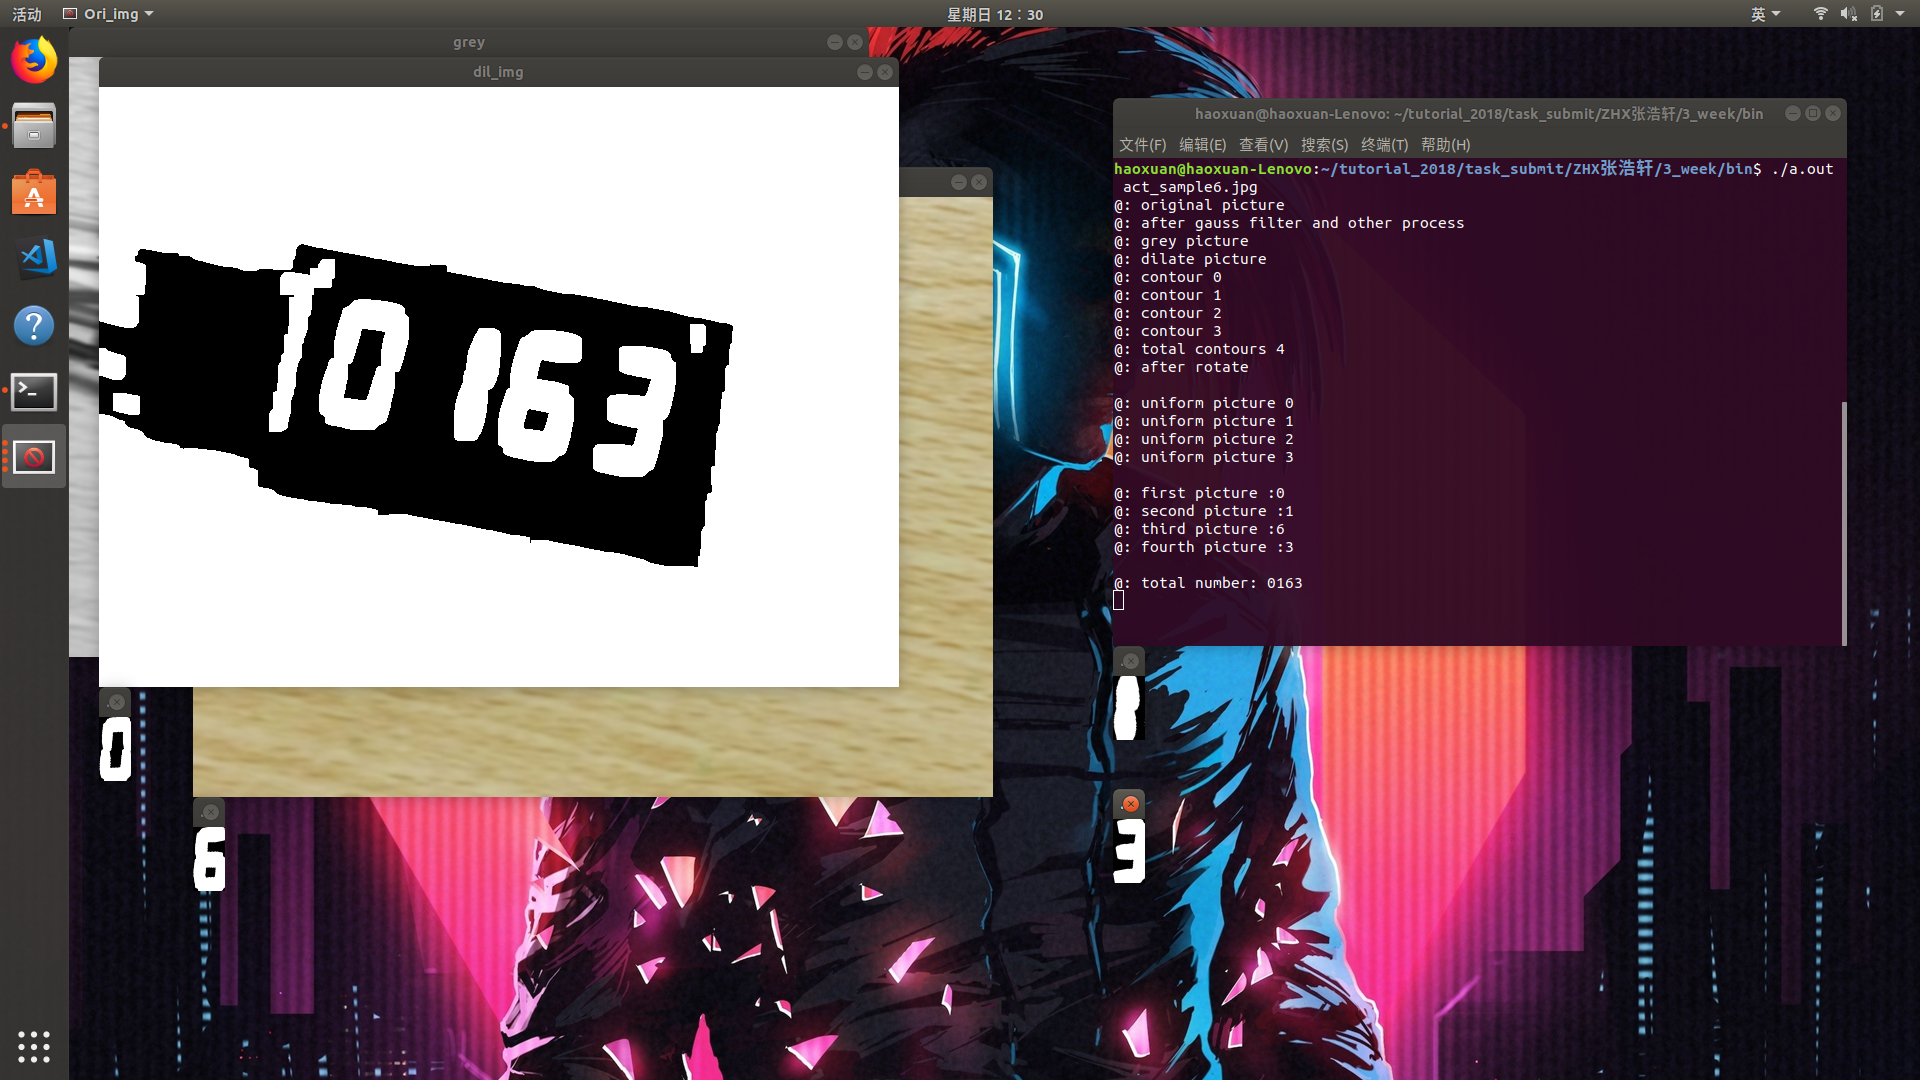 活动 Ori_img 星期日 12：30 英
grey
dil_img
10163
0
6
1
3
haoxuan@haoxuan-Lenovo: ~/tutorial_2018/task_submit/ZHX张浩轩/3_week/bin
文件(F) 编辑(E) 查看(V) 搜索(S) 终端(T) 帮助(H)
haoxuan@haoxuan-Lenovo:~/tutorial_2018/task_submit/ZHX张浩轩/3_week/bin$ ./a.out
act_sample6.jpg
@: original picture
@: after gauss filter and other process
@: grey picture
@: dilate picture
@: contour 0
@: contour 1
@: contour 2
@: contour 3
@: total contours 4
@: after rotate
@: uniform picture 0
@: uniform picture 1
@: uniform picture 2
@: uniform picture 3
@: first picture :0
@: second picture :1
@: third picture :6
@: fourth picture :3
@: total number: 0163